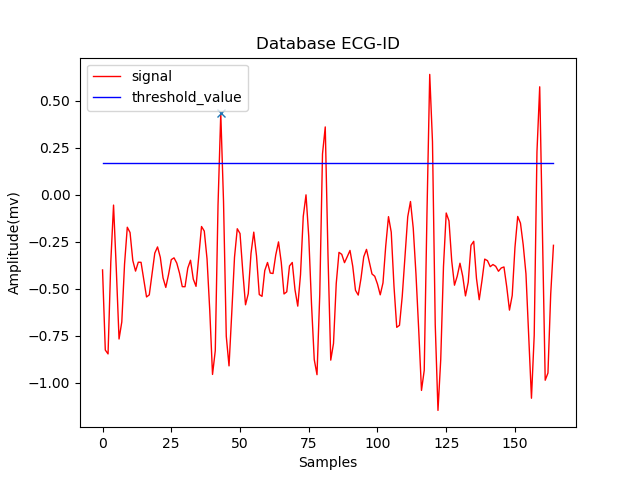 Database ECG-ID
signal
threshold_value
0.50
0.25
0.00
−0.25
−0.50
−0.75
−1.00
Amplitude(mv)
0 25 50 75 100 125 150
Samples